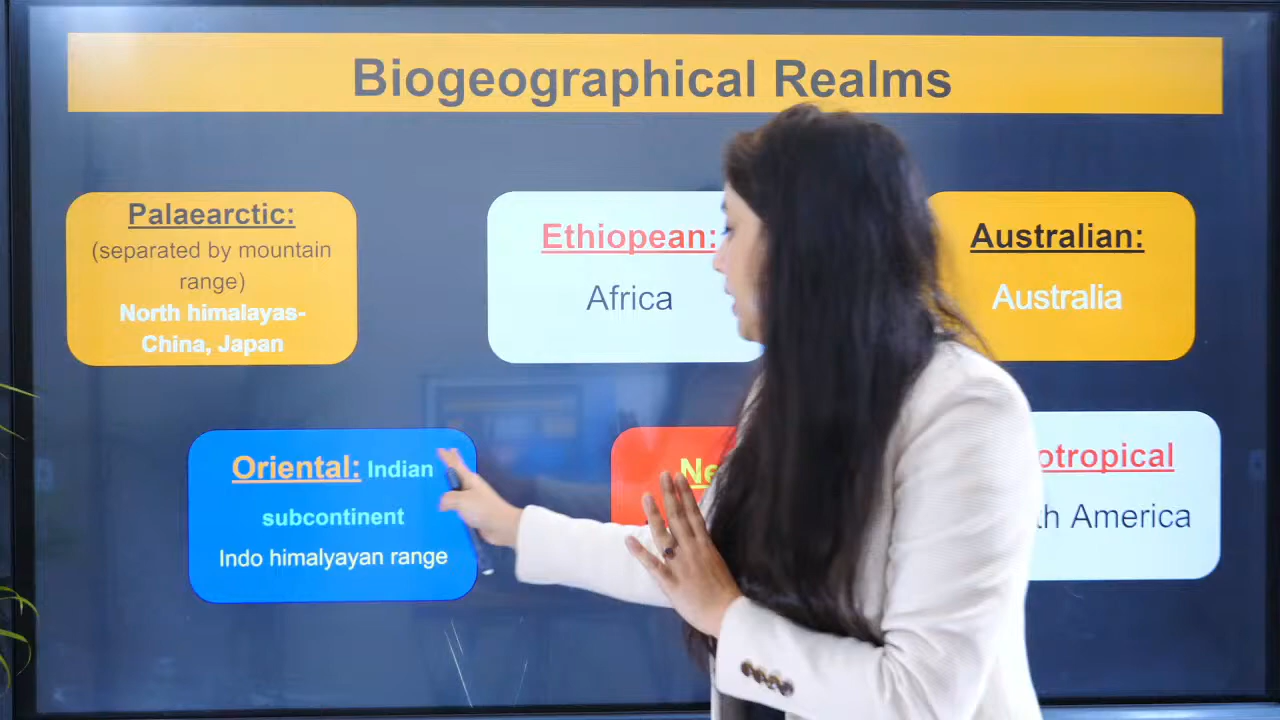 Biogeographical Realms
Palaearctic:
(separated by mountain
range)
North himalayas-
China, Japan
Ethiopean:
Africa
Australian:
Australia
Oriental: Indian
subcontinent
Indo himalyayan range
America